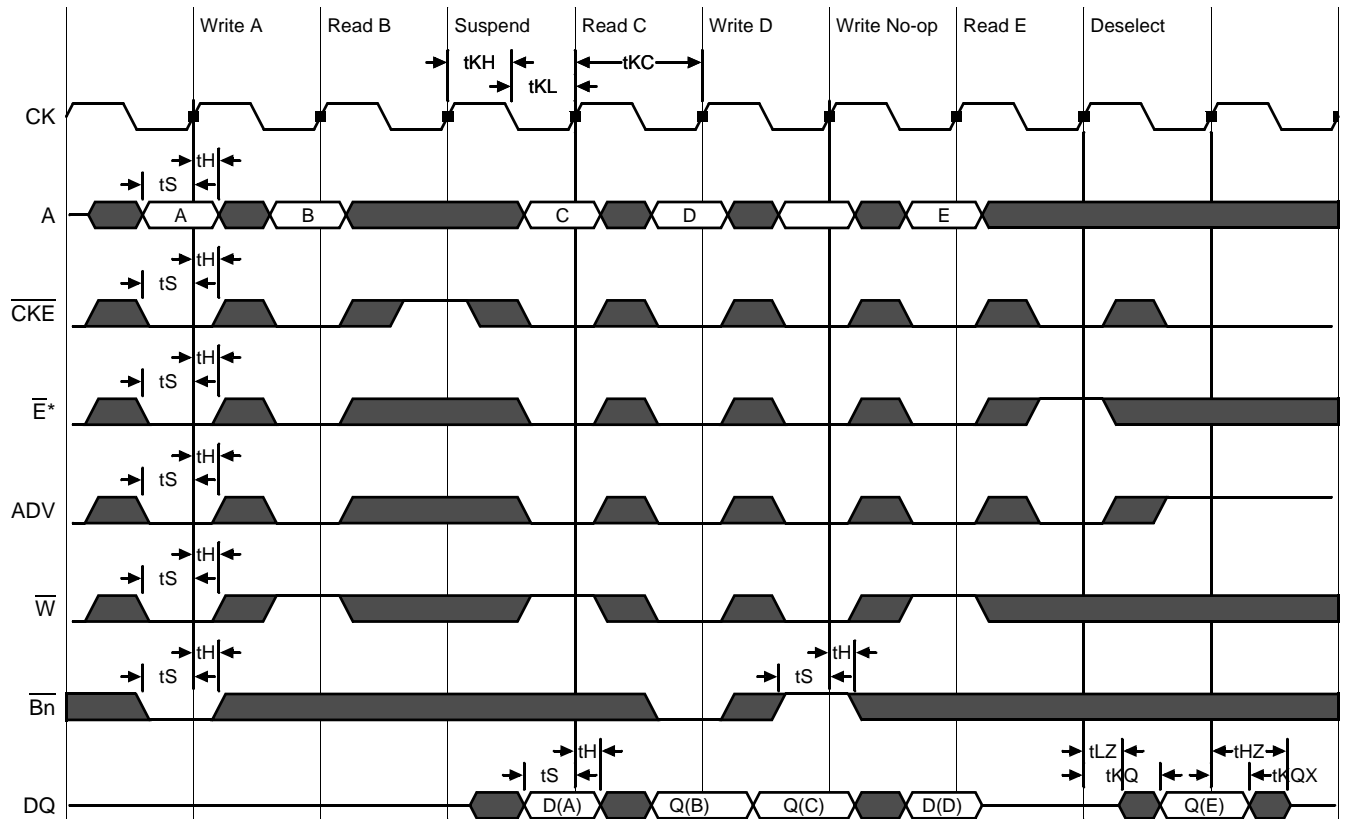 Write A Read B Suspend Read C Write D Write No-op Read E Deselect
tKH tKC
tKL
CK
tH
tS
A A B C D E
tH
tS
CKE
tH
tS
E*
tH
tS
ADV
tH
tS
W
tH tH
tS tS
Bn
tH tLZ tHZ
tS tKQ tKQX
DQ D(A) Q(B) Q(C) D(D) Q(E)